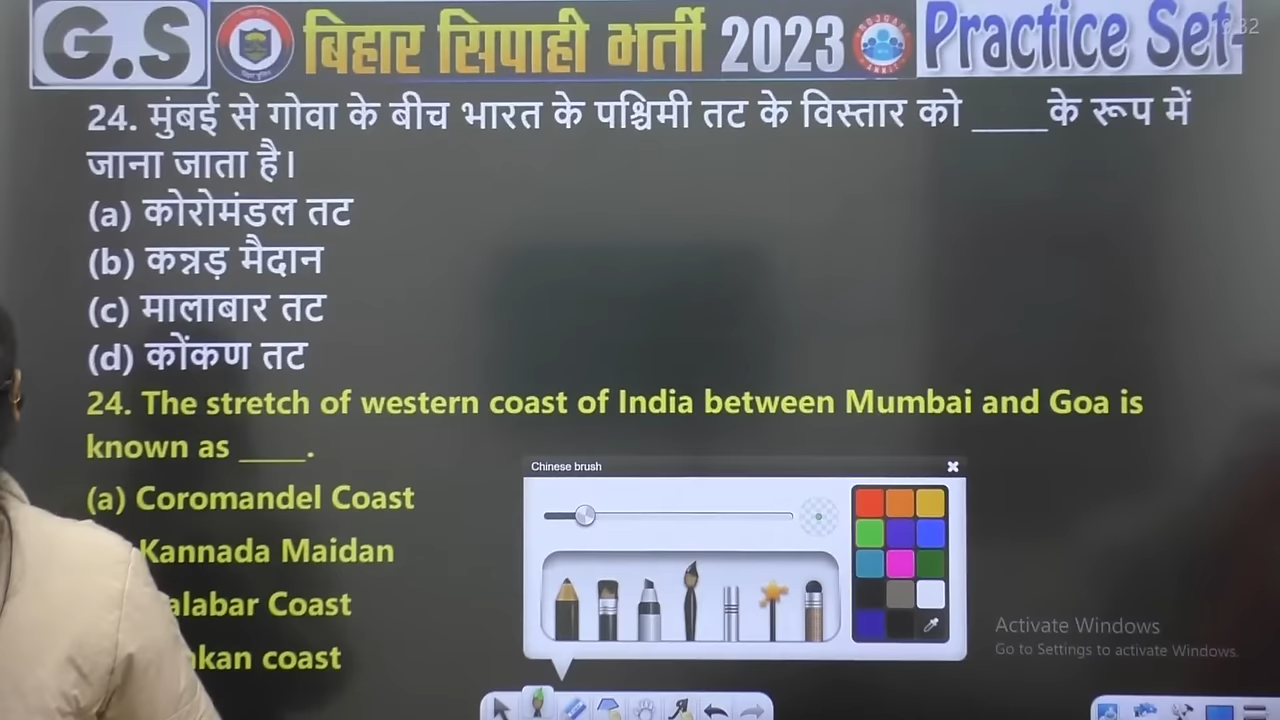 G.S बिहार सिपाही भर्ती 2023 Practice Set-
24. मुंबई से गोवा के बीच भारत के पश्चिमी तट के विस्तार को ____के रूप में
जाना जाता है।
(a) कोरोमंडल तट
(b) कन्नड़ मैदान
(c) मालाबार तट
(d) कोंकण तट
24. The stretch of western coast of India between Mumbai and Goa is
known as ____.
(a) Coromandel Coast
Kannada Maidan
alabar Coast
nkan coast
Chinese brush
Activate Windows
Go to Settings to activate Windows.